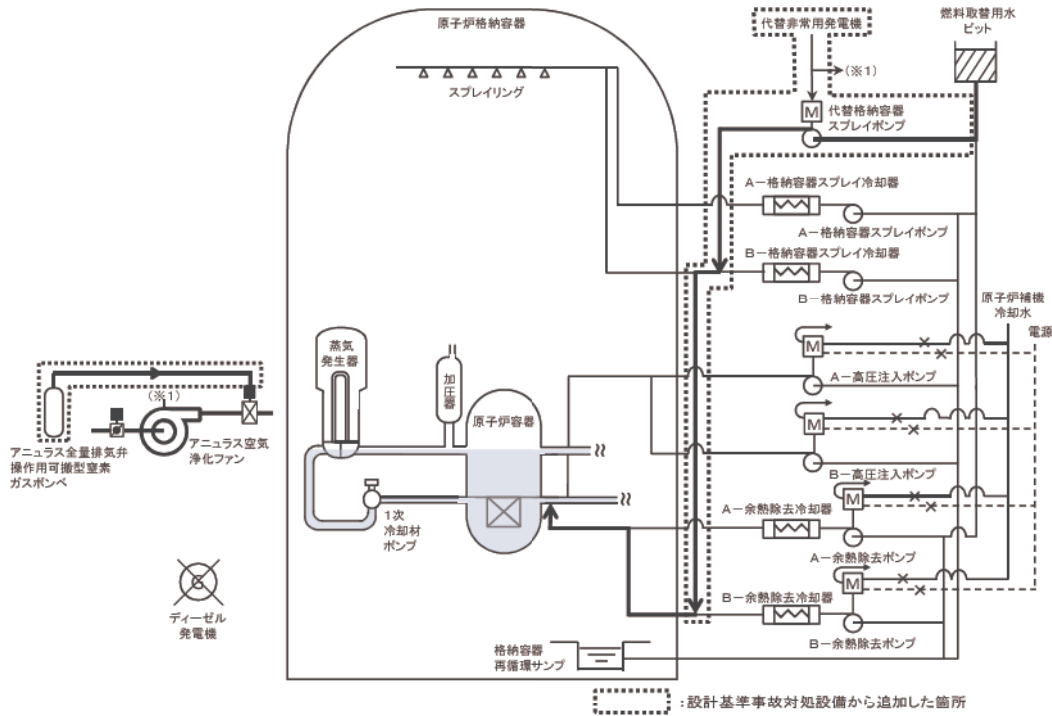 原子炉格納容器
スプレイリング
代替非常用発電機
(※1)
燃料取替用水
ピット
M
代替格納容器
スプレイポンプ
A-格納容器スプレイ冷却器
A-格納容器スプレイポンプ
B-格納容器スプレイ冷却器
B-格納容器スプレイポンプ
原子炉補機
冷却水
電源
M
A-高圧注入ポンプ
M
B-高圧注入ポンプ
M
A-余熱除去冷却器
A-余熱除去ポンプ
M
B-余熱除去冷却器
B-余熱除去ポンプ
蒸気
発生器
加圧器
原子炉容器
1次
冷却材
ポンプ
(※1)
アニュラス空気
浄化ファン
アニュラス全量排気弁
操作用可搬型窒素
ガスボンベ
ディーゼル
発電機
格納容器
再循環サンプ
:設計基準事故対処設備から追加した箇所